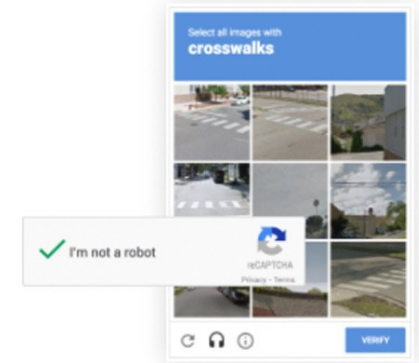 Select all images with
crosswalks
I'm not a robot
reCAPTCHA
Privacy - Terms
VERIFY